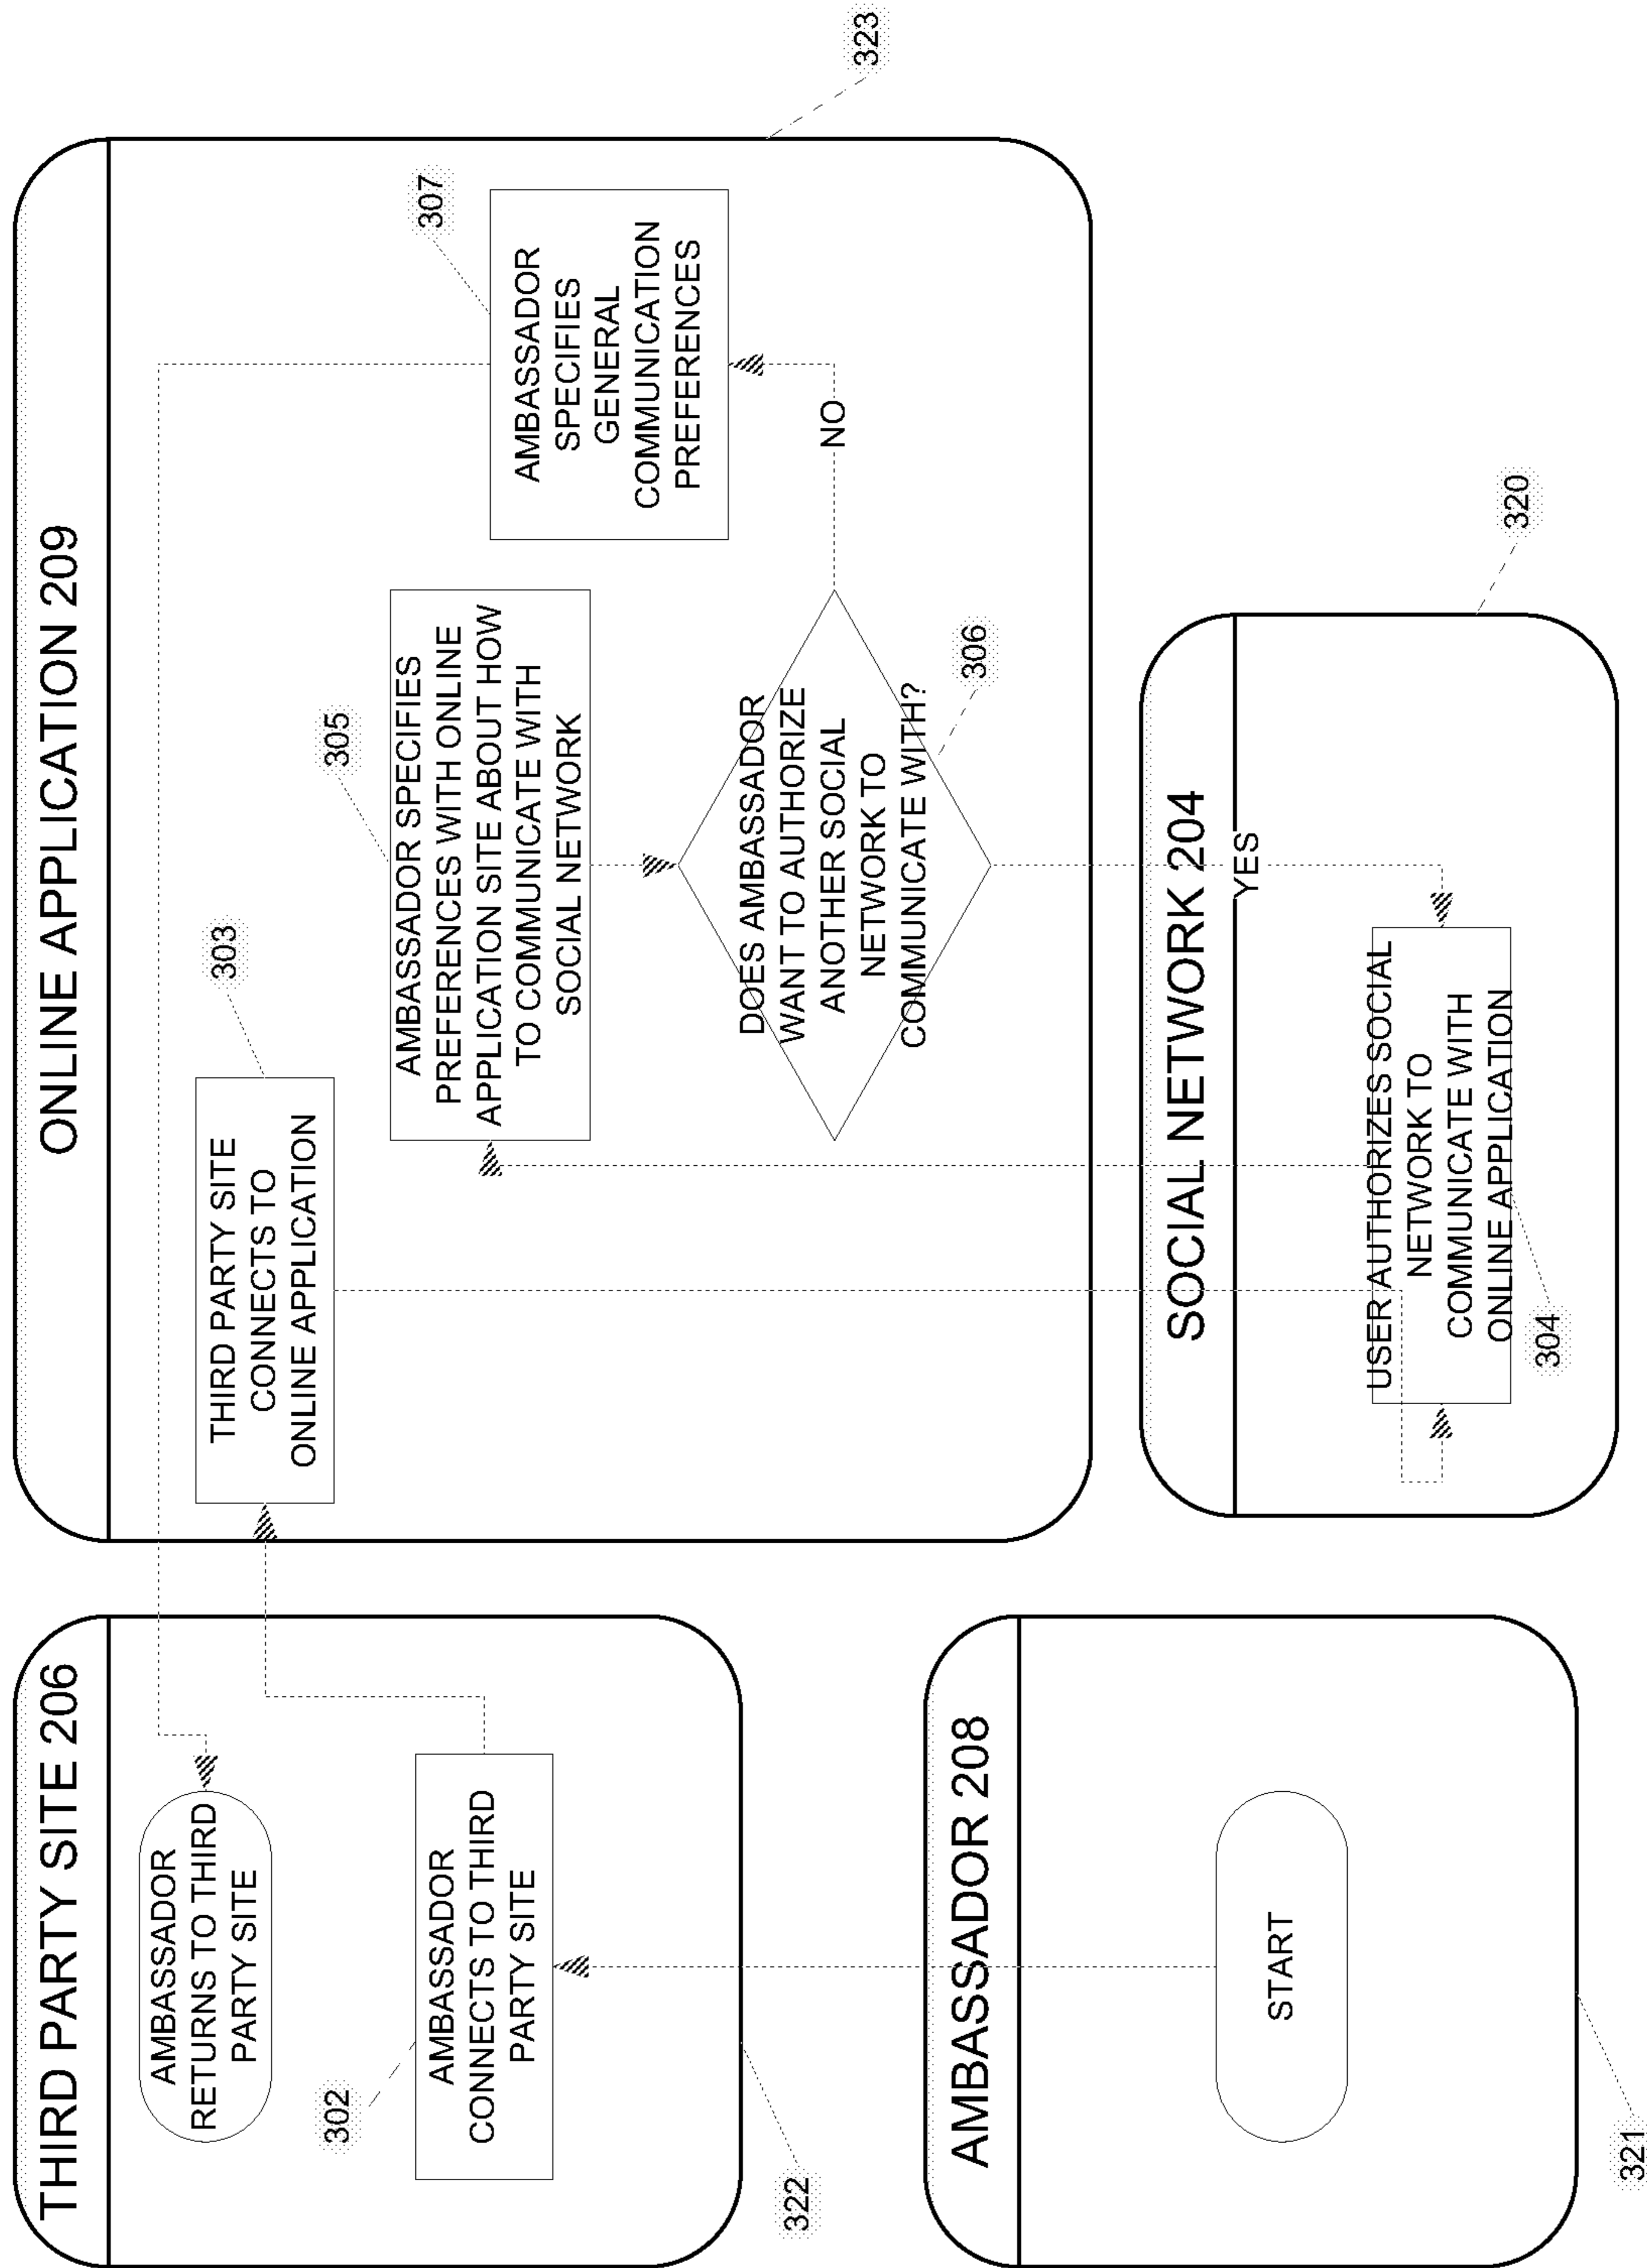 THIRD PARTY SITE 206
AMBASSADOR
RETURNS TO THIRD
PARTY SITE
302
AMBASSADOR
CONNECTS TO THIRD
PARTY SITE
322
AMBASSADOR 208
START
321
ONLINE APPLICATION 209
303
THIRD PARTY SITE
CONNECTS TO
ONLINE APPLICATION
305
AMBASSADOR SPECIFIES
PREFERENCES WITH ONLINE
APPLICATION SITE ABOUT HOW
TO COMMUNICATE WITH
SOCIAL NETWORK
307
AMBASSADOR
SPECIFIES
GENERAL
COMMUNICATION
PREFERENCES
DOES AMBASSADOR
WANT TO AUTHORIZE
ANOTHER SOCIAL
NETWORK TO
COMMUNICATE WITH?
NO
306
323
SOCIAL NETWORK 204
YES
USER AUTHORIZES SOCIAL
NETWORK TO
COMMUNICATE WITH
ONLINE APPLICATION
304
320